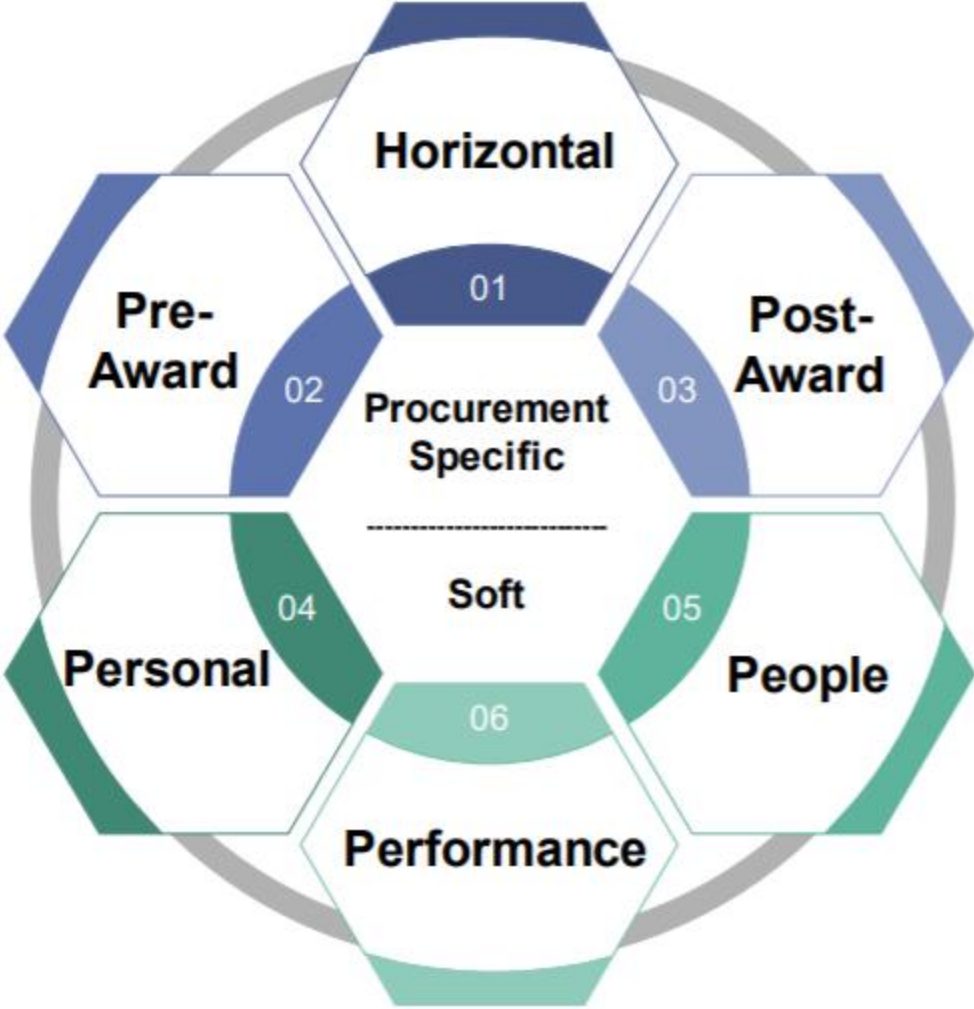 Horizontal
01
Pre-
Award
02
Post-
Award
03
Procurement
Specific
---------------------------
Soft
04
Personal
05
People
06
Performance